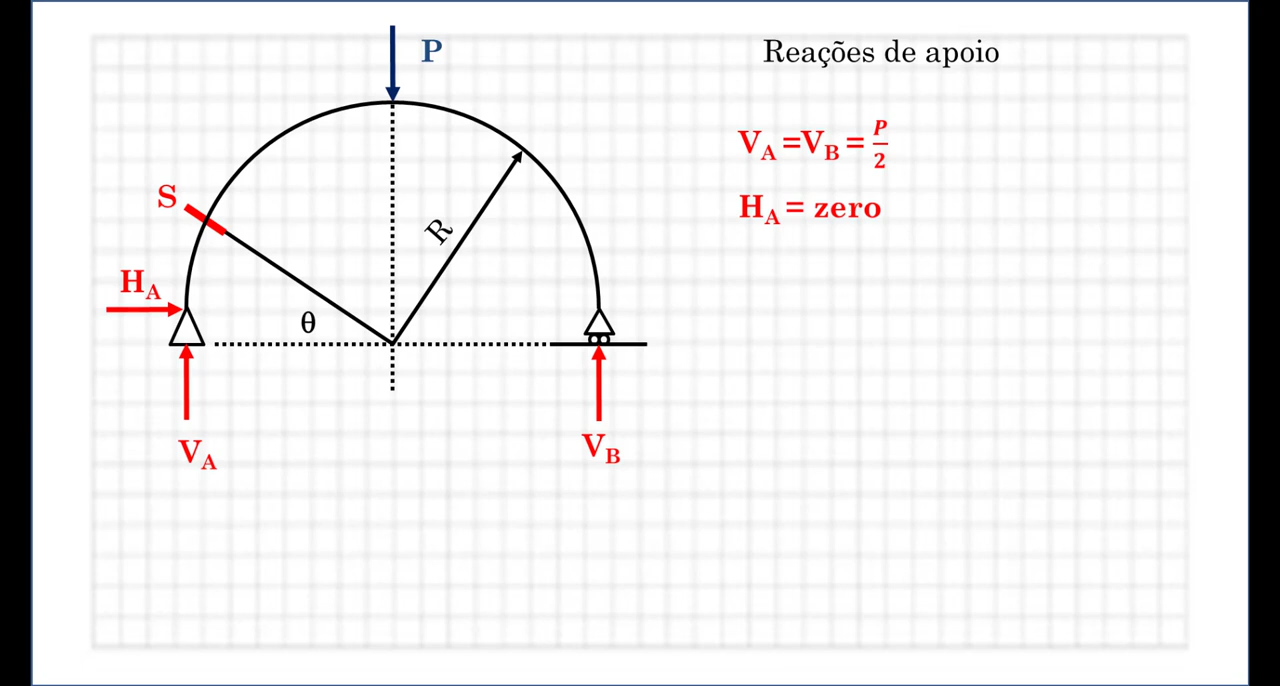 P
Reações de apoio
V_A =V_B = P/2
S
H_A = zero
R
H_A
θ
V_A
V_B